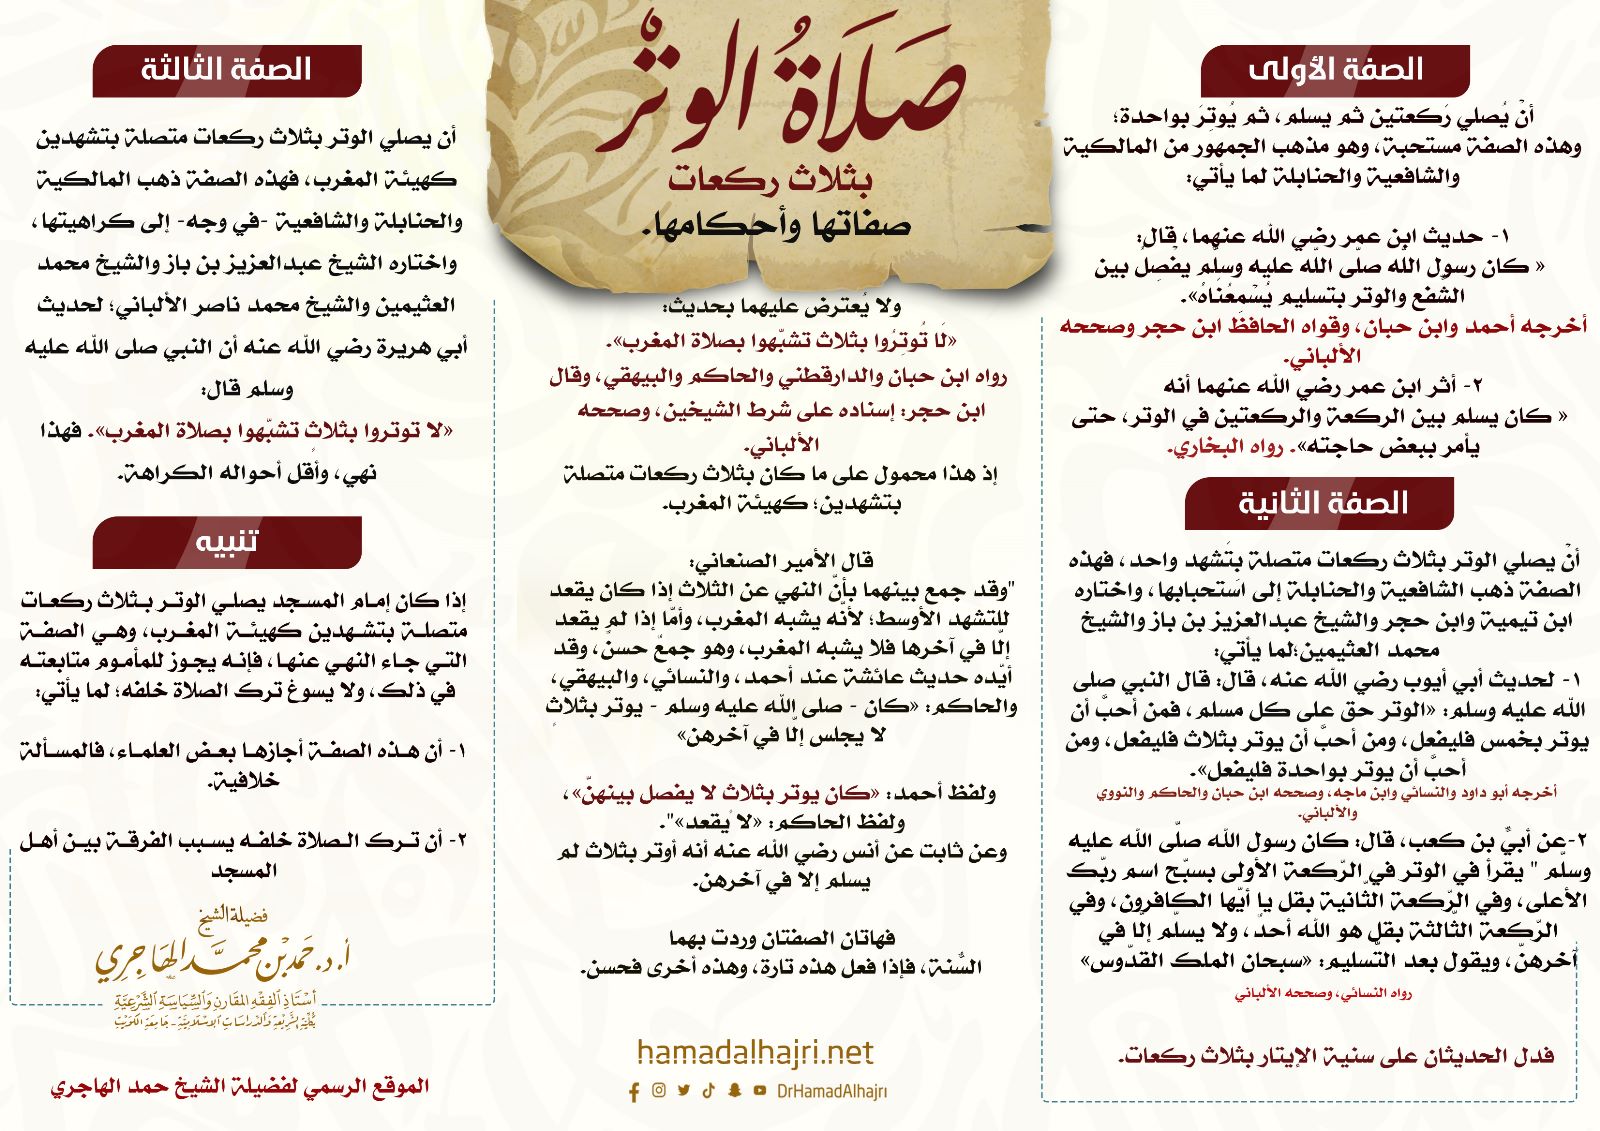 صَلَاةُ الوِتْر
بثلاث ركعات
صفاتها وأحكامها.
الصفة الأولى
أنْ يُصلي رَكعتين ثم يسلم، ثم يُوتِرَ بواحدة؛
وهذه الصفة مستحبة، وهو مذهب الجمهور من المالكية
والشافعية والحنابلة لما يأتي:
١- حديث ابن عمر رضي الله عنهما، قال:
« كان رسول الله صلى الله عليه وسلم يفصِلُ بين
الشفع والوتر بتسليم يُسْمِعُناهُ».
أخرجه أحمد وابن حبان، وقواه الحافظ ابن حجر وصححه
الألباني.
٢- أثر ابن عمر رضي الله عنهما أنه
« كان يسلم بين الركعة والركعتين في الوتر، حتى
يأمر ببعض حاجته». رواه البخاري.
الصفة الثانية
أنْ يصلي الوتر بثلاث ركعات متصلة بتَشهد واحد، فهذه
الصفة ذهب الشافعية والحنابلة إلى استحبابها، واختاره
ابن تيمية وابن حجر والشيخ عبدالعزيز بن باز والشيخ
محمد العثيمين؛لما يأتي:
١- لحديث أبي أيوب رضي الله عنه، قال: قال النبي صلى
الله عليه وسلم: «الوتر حق على كل مسلم، فمن أحبَّ أن
يوتر بخمس فليفعل، ومن أحبَّ أن يوتر بثلاث فليفعل، ومن
أحبَّ أن يوتر بواحدة فليفعل».
أخرجه أبو داود والنسائي وابن ماجه، وصححه ابن حبان والحاكم والنووي
والألباني.
٢-عن أبيٍّ بن كعب، قال: كان رسول الله صلّى الله عليه
وسلّم " يقرأ في الوتر في الرّكعة الأولى بسبّح اسم ربّك
الأعلى، وفي الرّكعة الثّانية بقل يا أيّها الكافرون، وفي
الرّكعة الثّالثة بقل هو الله أحدٌ، ولا يسلّم إلّا في
آخرهنّ، ويقول بعد التّسليم: «سبحان الملك القدّوس»
رواه النسائي، وصححه الألباني
فدل الحديثان على سنية الإيتار بثلاث ركعات.
ولا يُعترض عليهما بحديث:
«لَا تُوتِرُوا بثلاث تشبّهوا بصلاة المغرب».
رواه ابن حبان والدارقطني والحاكم والبيهقي، وقال
ابن حجر: إسناده على شرط الشيخين، وصححه
الألباني.
إذ هذا محمول على ما كان بثلاث ركعات متصلة
بتشهدين؛ كهيئة المغرب.
قال الأمير الصنعاني:
"وقد جمع بينهما بأنّ النهي عن الثلاث إذا كان يقعد
للتشهد الأوسط؛ لأنّه يشبه المغرب، وأمّا إذا لم يقعد
إلّا في آخرها فلا يشبه المغرب، وهو جمعٌ حسنٌ، وقد
أيّده حديث عائشة عند أحمد، والنسائي، والبيهقي،
والحاكم: «كان - صلى الله عليه وسلم - يوتر بثلاثٍ
لا يجلس إلّا في آخرهن»
ولفظ أحمد: «كان يوتر بثلاث لا يفصل بينهنّ»،
ولفظ الحاكم: «لا يقعد»".
وعن ثابت عن أنس رضي الله عنه أنه أوتر بثلاث لم
يسلم إلا في آخرهن.
فهاتان الصفتان وردت بهما
السُّنة، فإذا فعل هذه تارة، وهذه أخرى فحسن.
hamadalhajri.net
DrHamadAlhajri
الصفة الثالثة
أن يصلي الوتر بثلاث ركعات متصلة بتشهدين
كهيئة المغرب، فهذه الصفة ذهب المالكية
والحنابلة والشافعية -في وجه- إلى كراهيتها،
واختاره الشيخ عبدالعزيز بن باز والشيخ محمد
العثيمين والشيخ محمد ناصر الألباني؛ لحديث
أبي هريرة رضي الله عنه أن النبي صلى الله عليه
وسلم قال:
«لا توتروا بثلاثٍ تشبّهوا بصلاة المغرب». فهذا
نهي، وأقل أحواله الكراهة.
تنبيه
إذا كان إمام المسجد يصلي الوتر بثلاث ركعات
متصلة بتشهدين كهيئة المغرب، وهي الصفة
التي جاء النهي عنها، فإنه يجوز للمأموم متابعته
في ذلك، ولا يسوغ ترك الصلاة خلفه؛ لما يأتي:
١- أن هذه الصفة أجازها بعض العلماء، فالمسألة
خلافية.
٢- أن ترك الصلاة خلفه يسبب الفرقة بين أهل
المسجد
فضيلة الشيخ
أ.د. حمد بن محمد الهاجري
أستاذ الفقه المقارن والسياسة الشرعية
بكلية الشريعة والدراسات الإسلامية - جامعة الكويت
الموقع الرسمي لفضيلة الشيخ حمد الهاجري